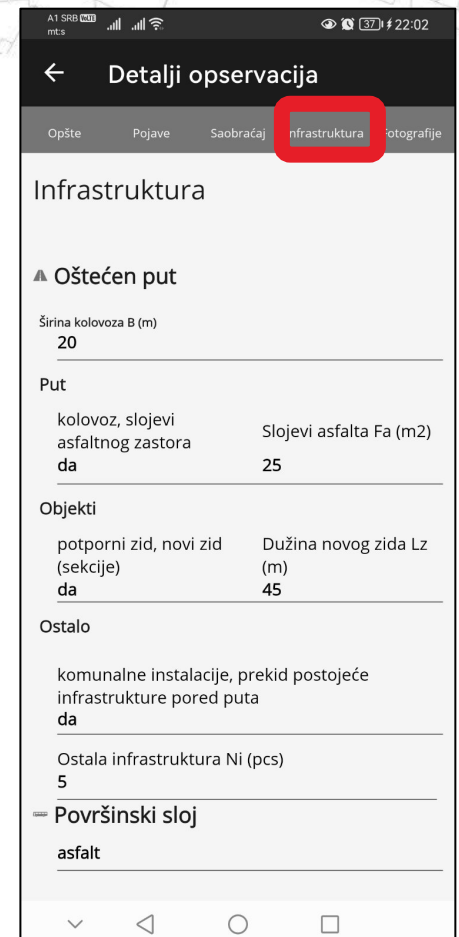 A1 SRB VoLTE
mt:s
37 22:02
Detalji opservacija
Opšte Pojave Saobraćaj nfrastruktura Fotografije
Infrastruktura
Oštećen put
Širina kolovoza B (m)
20
Put
kolovoz, slojevi
asfaltnog zastora
da
Slojevi asfalta Fa (m2)
25
Objekti
potporni zid, novi zid
(sekcije)
da
Dužina novog zida Lz
(m)
45
Ostalo
komunalne instalacije, prekid postojeće
infrastrukture pored puta
da
Ostala infrastruktura Ni (pcs)
5
Površinski sloj
asfalt